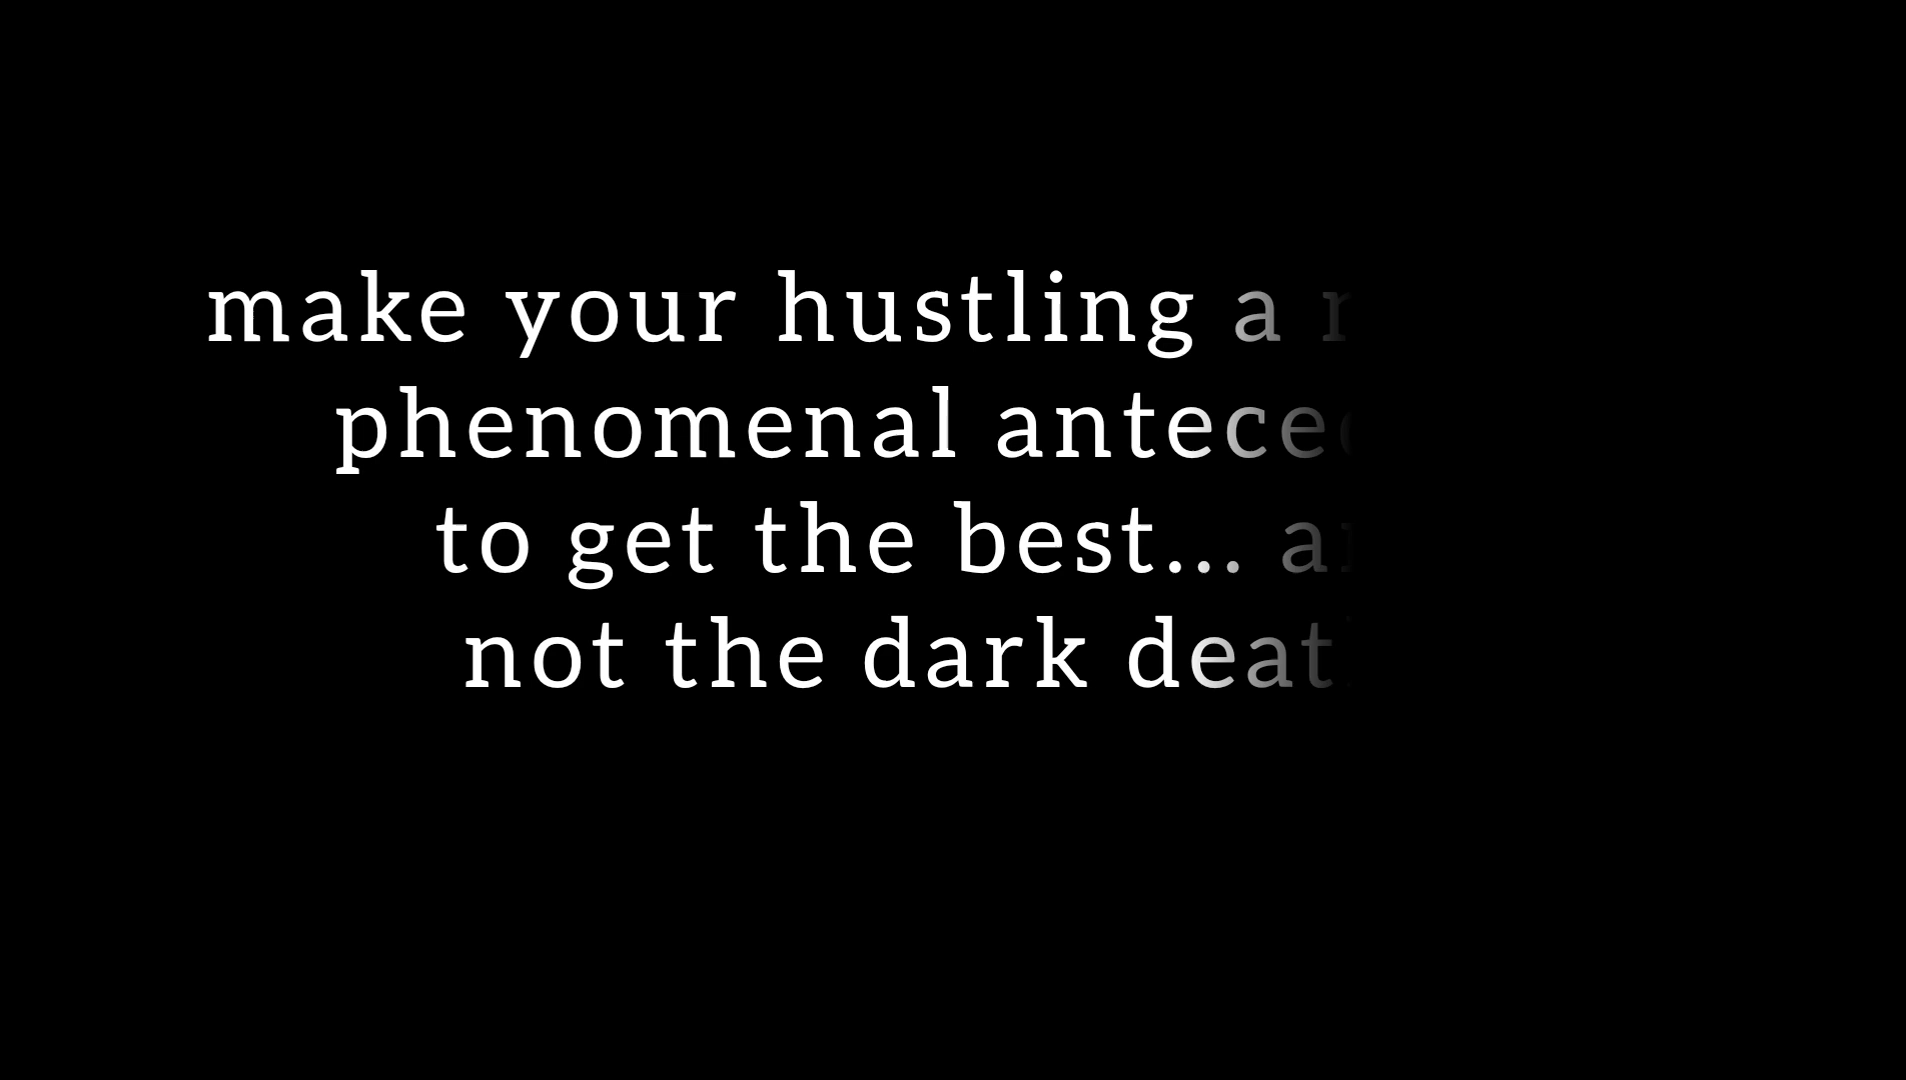 make your hustling a
phenomenal
to get the best...
not the dark